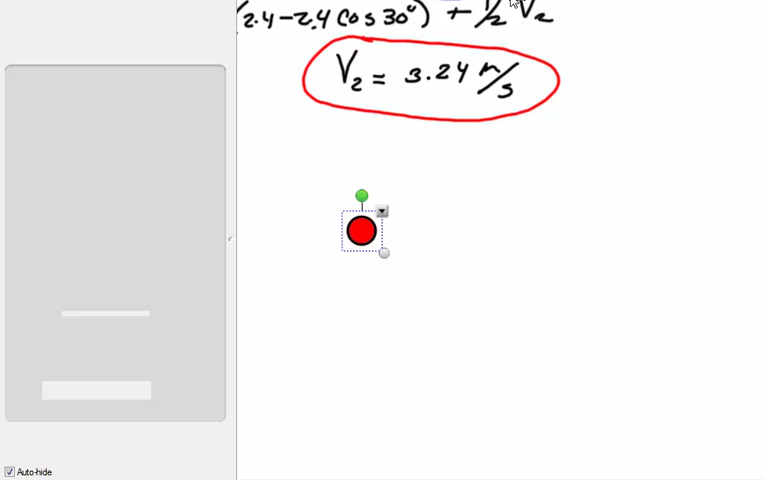 (2.4-2.4 Cos 30°) + 1/2 V₂
V₂ = 3.24 m/s
Auto-hide